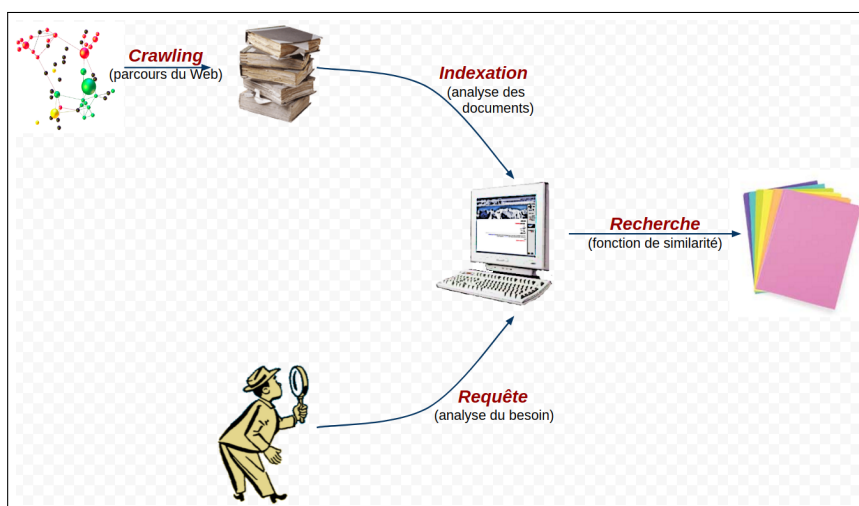 Crawling
(parcours du Web)
Indexation
(analyse des
documents)
Recherche
(fonction de similarité)
Requête
(analyse du besoin)